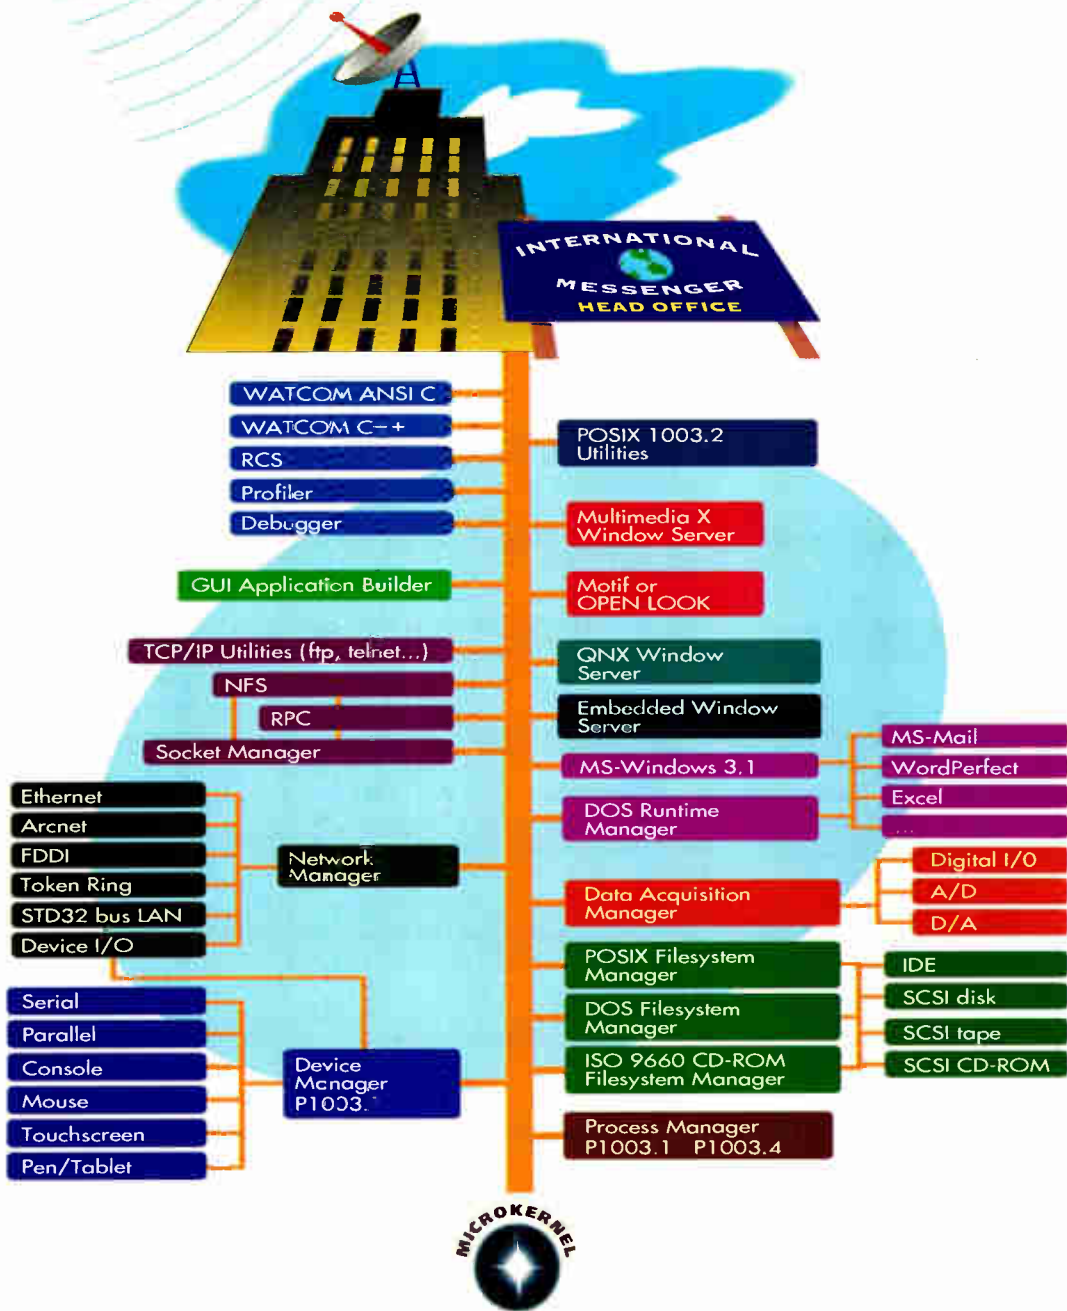 INTERNATIONAL
MESSENGER
HEAD OFFICE
WATCOM ANSI C
WATCOM C++
RCS
Profiler
Debugger
GUI Application Builder
TCP/IP Utilities (ftp, telnet...)
NFS
RPC
Socket Manager
Ethernet
Arcnet
FDDI
Token Ring
STD32 bus LAN
Device I/O
Network
Manager
Serial
Parallel
Console
Mouse
Touchscreen
Pen/Tablet
Device
Manager
P1003.1
POSIX 1003.2
Utilities
Multimedia X
Window Server
Motif or
OPEN LOOK
QNX Window
Server
Embedded Window
Server
MS-Windows 3.1
DOS Runtime
Manager
MS-Mail
WordPerfect
Excel
...
Data Acquisition
Manager
Digital I/O
A/D
D/A
POSIX Filesystem
Manager
DOS Filesystem
Manager
ISO 9660 CD-ROM
Filesystem Manager
IDE
SCSI disk
SCSI tape
SCSI CD-ROM
Process Manager
P1003.1 P1003.4
MICROKERNEL